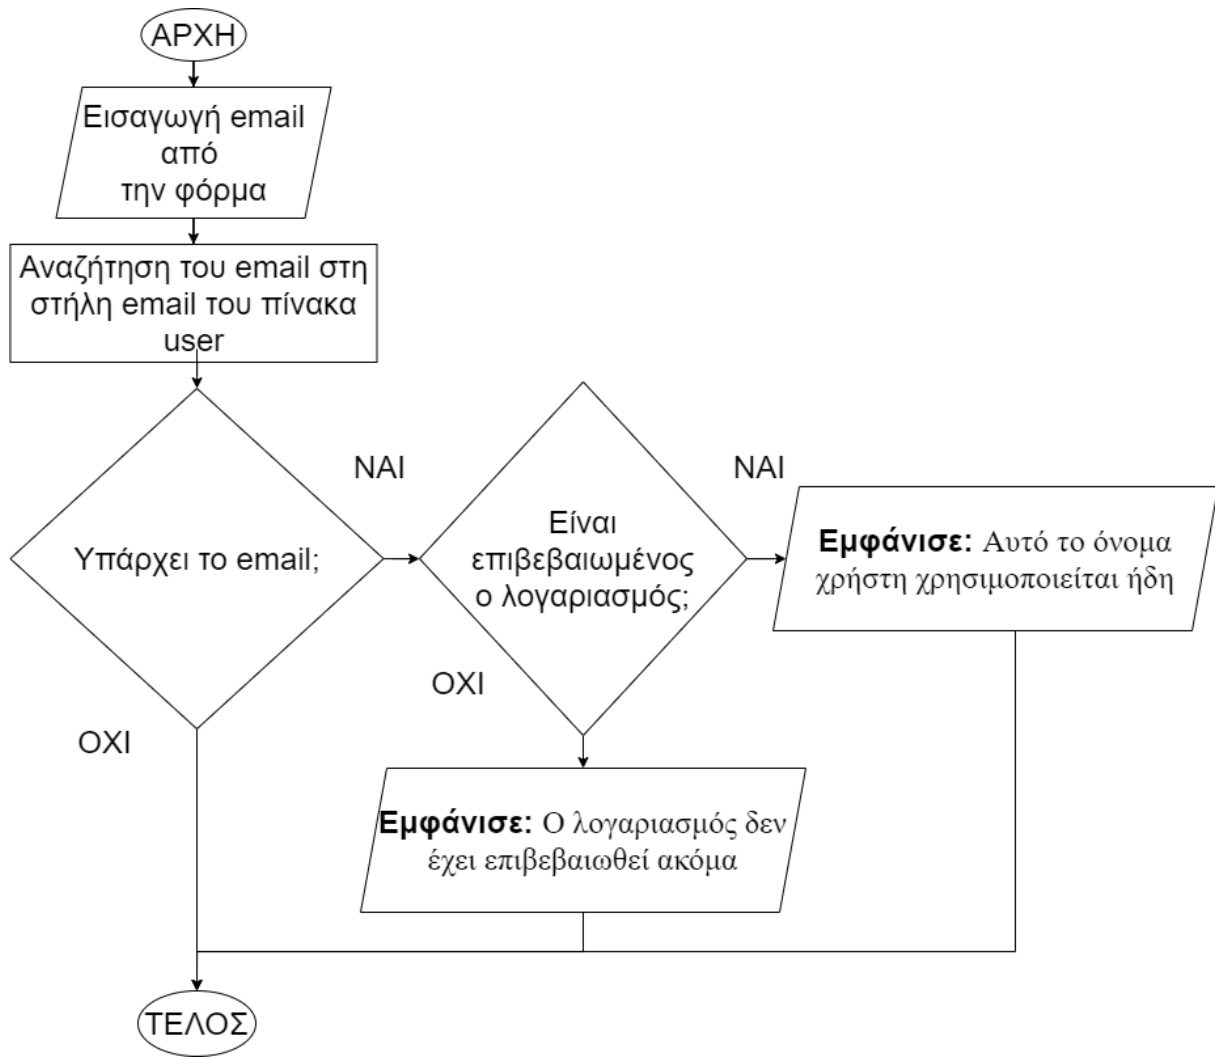 ΑΡΧΗ
Εισαγωγή email
από
την φόρμα
Αναζήτηση του email στη
στήλη email του πίνακα
user
Υπάρχει το email;
ΝΑΙ
Είναι
επιβεβαιωμένος
ο λογαριασμός;
ΝΑΙ
Εμφάνισε: Αυτό το όνομα
χρήστη χρησιμοποιείται ήδη
ΟΧΙ
ΟΧΙ
Εμφάνισε: Ο λογαριασμός δεν
έχει επιβεβαιωθεί ακόμα
ΤΕΛΟΣ